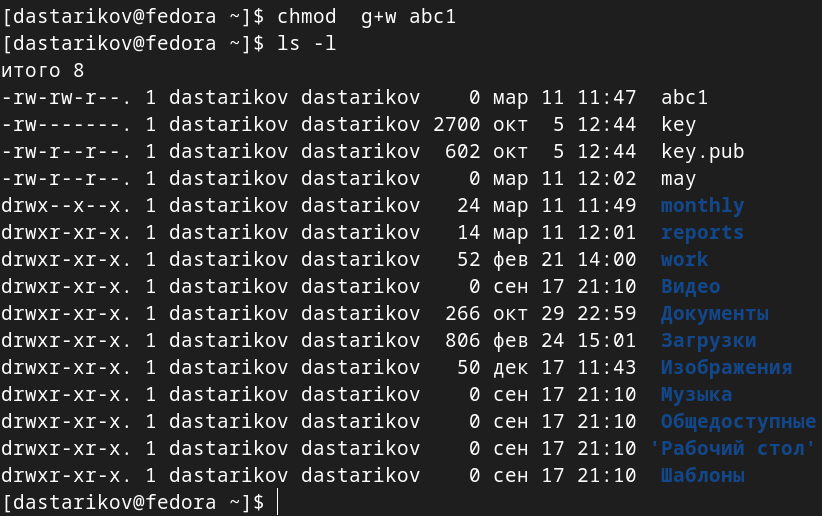 [dastarikov@fedora ~]$ chmod  g+w abc1
[dastarikov@fedora ~]$ ls -l
итого 8
-rw-rw-r--. 1 dastarikov dastarikov    0 мар 11 11:47  abc1
-rw-------. 1 dastarikov dastarikov 2700 окт  5 12:44  key
-rw-r--r--. 1 dastarikov dastarikov  602 окт  5 12:44  key.pub
-rw-r--r--. 1 dastarikov dastarikov    0 мар 11 12:02  may
drwx--x--x. 1 dastarikov dastarikov   24 мар 11 11:49  monthly
drwxr-xr-x. 1 dastarikov dastarikov   14 мар 11 12:01  reports
drwxr-xr-x. 1 dastarikov dastarikov   52 фев 21 14:00  work
drwxr-xr-x. 1 dastarikov dastarikov    0 сен 17 21:10  Видео
drwxr-xr-x. 1 dastarikov dastarikov  266 окт 29 22:59  Документы
drwxr-xr-x. 1 dastarikov dastarikov  806 фев 24 15:01  Загрузки
drwxr-xr-x. 1 dastarikov dastarikov   50 дек 17 11:43  Изображения
drwxr-xr-x. 1 dastarikov dastarikov    0 сен 17 21:10  Музыка
drwxr-xr-x. 1 dastarikov dastarikov    0 сен 17 21:10  Общедоступные
drwxr-xr-x. 1 dastarikov dastarikov    0 сен 17 21:10 'Рабочий стол'
drwxr-xr-x. 1 dastarikov dastarikov    0 сен 17 21:10  Шаблоны
[dastarikov@fedora ~]$